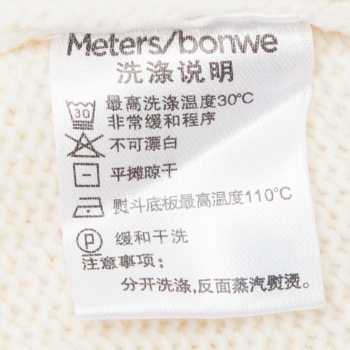 Meters/bonwe
洗涤说明
30 最高洗涤温度30℃
非常缓和程序
不可漂白
平摊晾干
熨斗底板最高温度110℃
P 缓和干洗
注意事项：
分开洗涤,反面蒸汽熨烫。